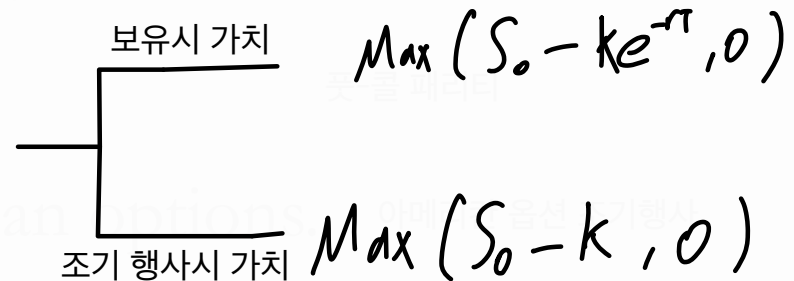 보유시 가치
Max(S₀ - ke^-rT, 0)
풋-콜 패리티
an options.
아메리칸 옵션 조기행사
조기 행사시 가치
Max(S₀ - k, 0)